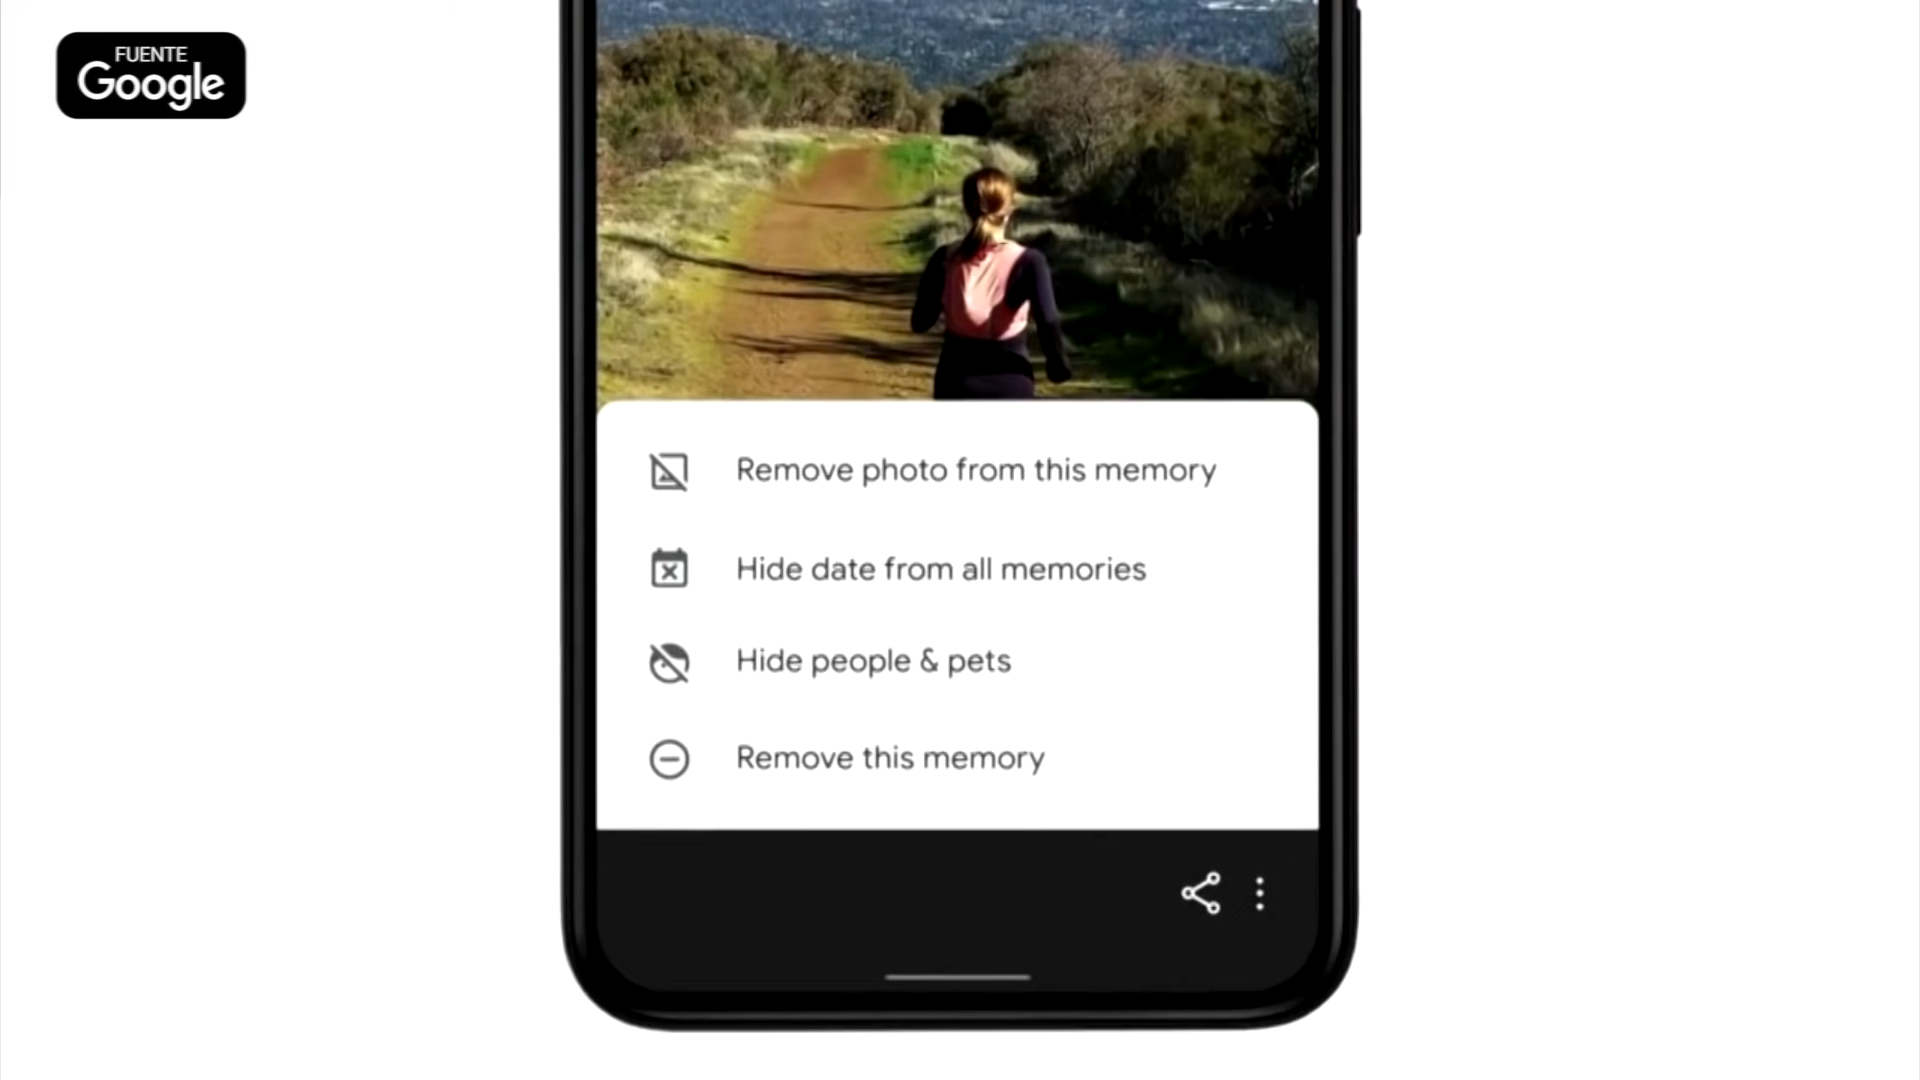 FUENTE
Google
Remove photo from this memory
Hide date from all memories
Hide people & pets
Remove this memory